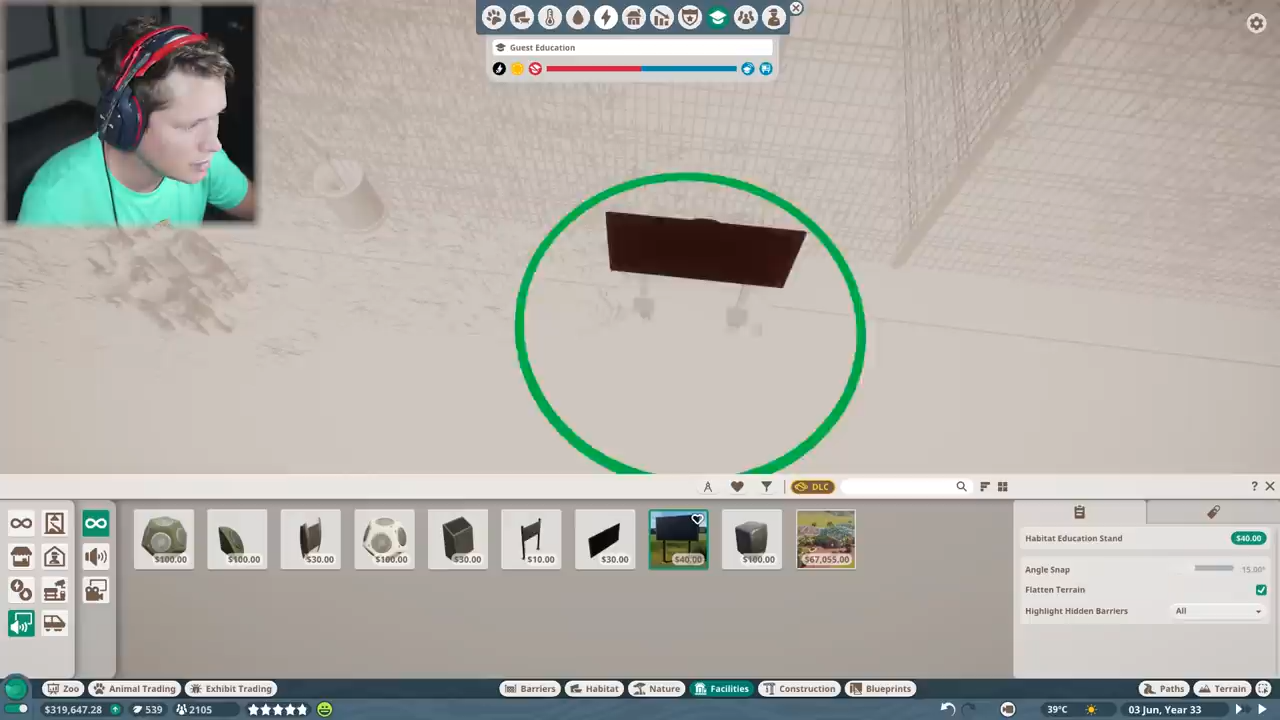 Guest Education
DLC
$100.00
$100.00
$30.00
$100.00
$30.00
$10.00
$30.00
$40.00
$100.00
$67,055.00
Habitat Education Stand
$40.00
Angle Snap
15.00°
Flatten Terrain
Highlight Hidden Barriers
All
Zoo
Animal Trading
Exhibit Trading
Barriers
Habitat
Nature
Facilities
Construction
Blueprints
Paths
Terrain
$319,647.28
539
2105
39°C
03 Jun, Year 33